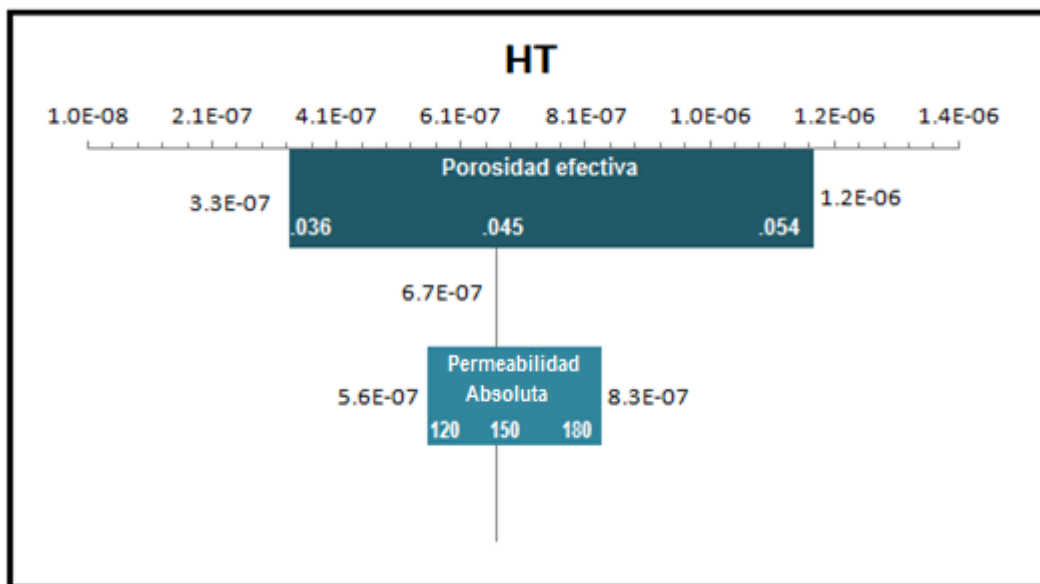 HT
1.0E-08 2.1E-07 4.1E-07 6.1E-07 8.1E-07 1.0E-06 1.2E-06 1.4E-06
Porosidad efectiva
3.3E-07 1.2E-06
.036 .045 .054
6.7E-07
Permeabilidad
Absoluta
5.6E-07 8.3E-07
120 150 180